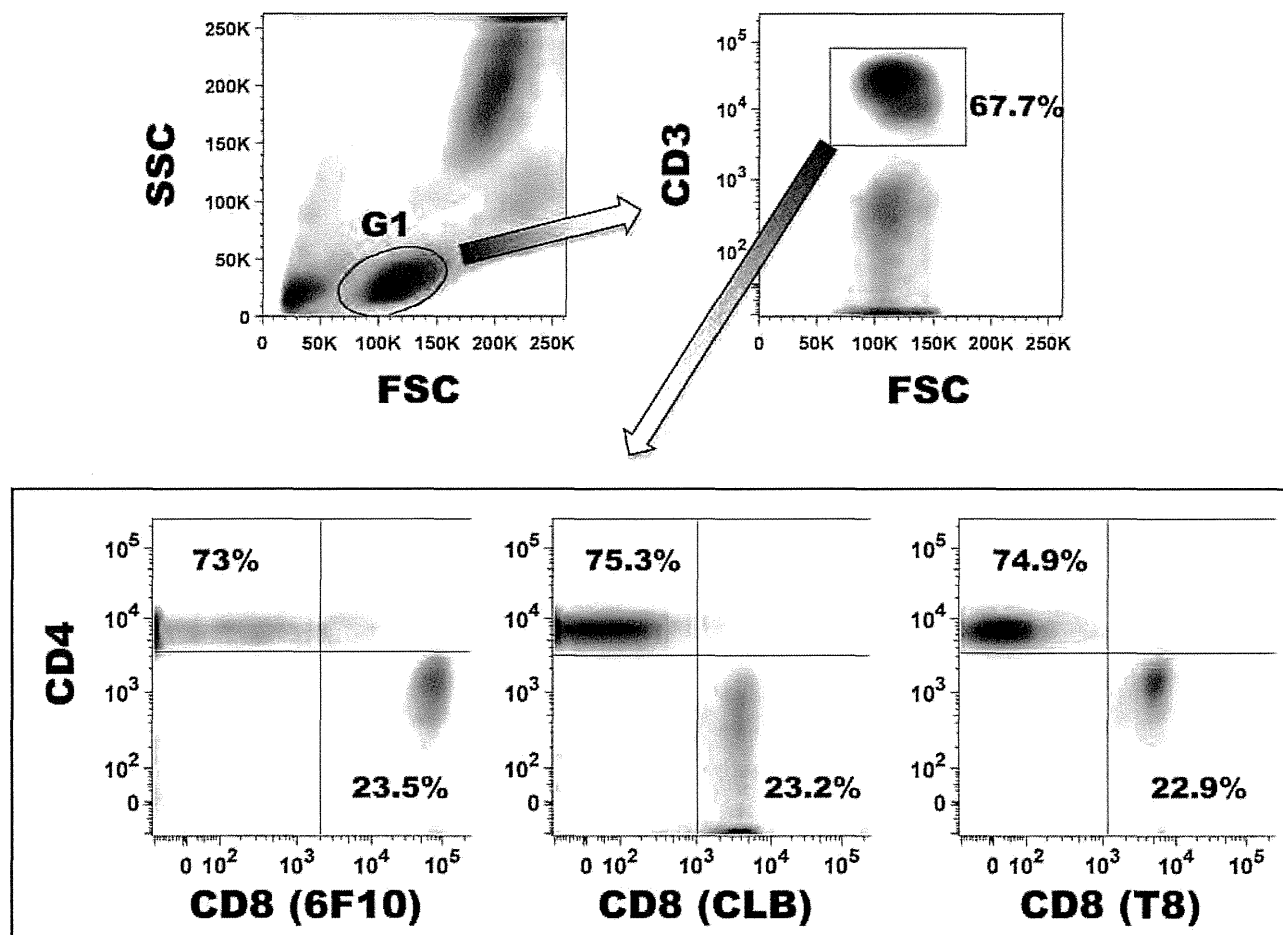 SSC
250K
200K
150K
100K
50K
0
G1
0 50K 100K 150K 200K 250K
FSC
CD3
10^5
10^4
10^3
10^2
67.7%
0 50K 100K 150K 200K 250K
FSC
CD4
10^5
10^4
10^3
10^2
0
73%
23.5%
0 10^2 10^3 10^4 10^5
CD8 (6F10)
10^5
10^4
10^3
10^2
0
75.3%
23.2%
0 10^2 10^3 10^4 10^5
CD8 (CLB)
10^5
10^4
10^3
10^2
0
74.9%
22.9%
0 10^2 10^3 10^4 10^5
CD8 (T8)